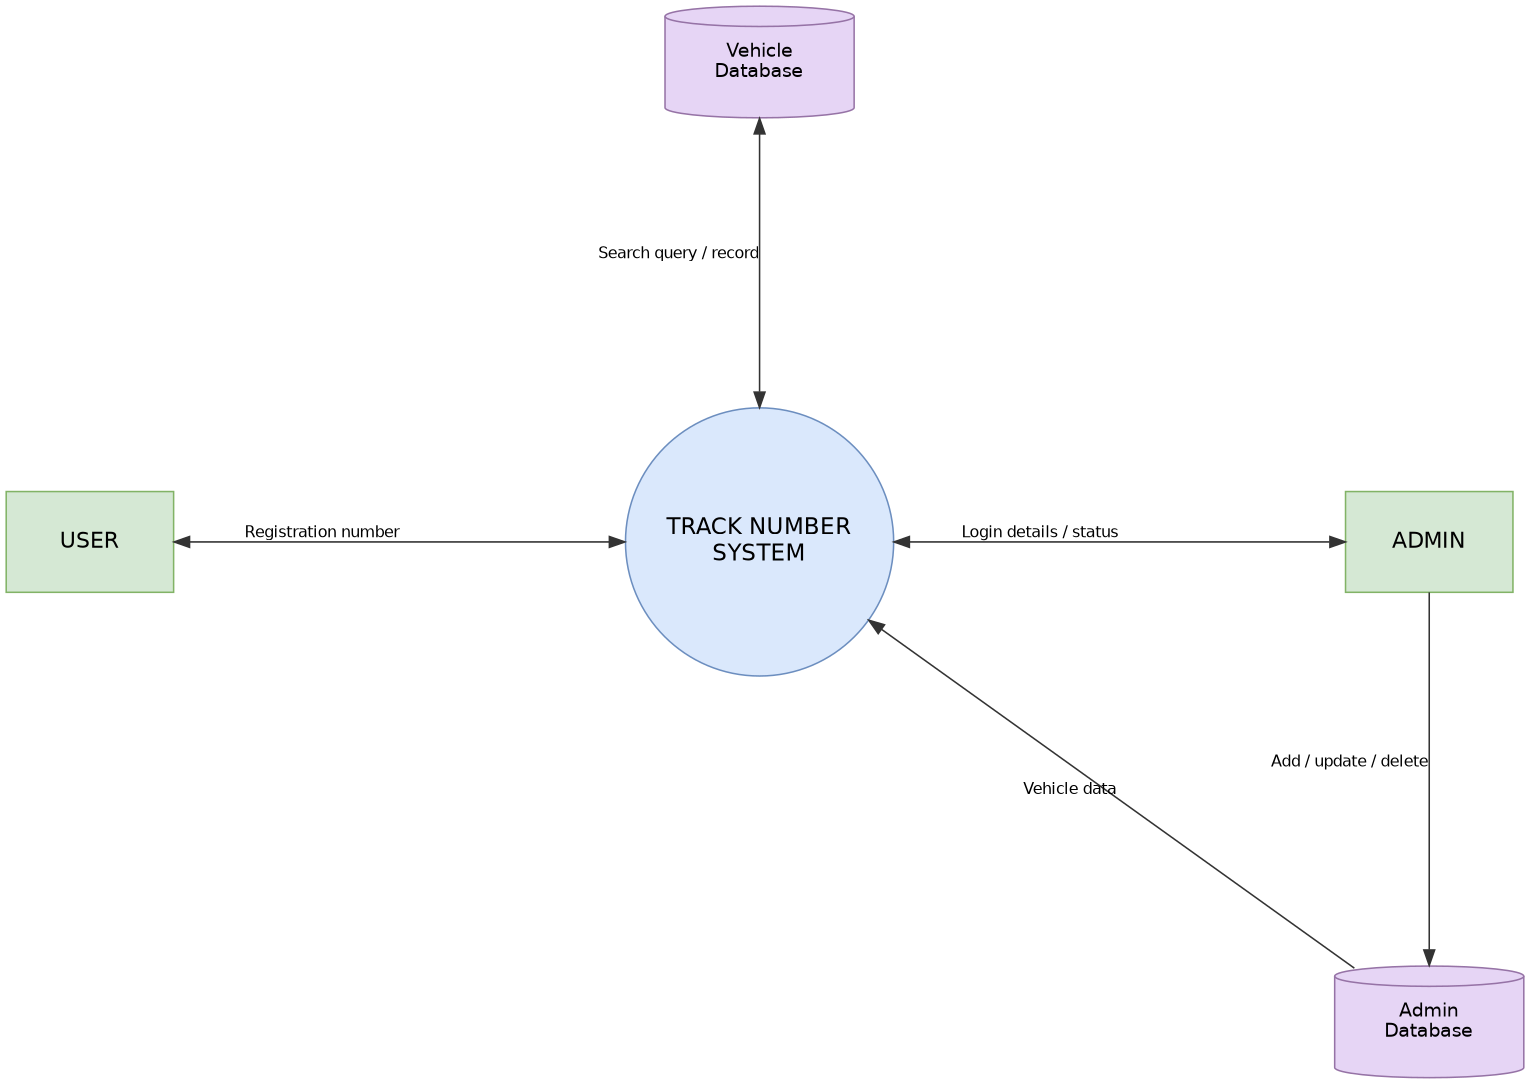 Vehicle
Database
Search query / record
USER
Registration number
TRACK NUMBER
SYSTEM
Login details / status
ADMIN
Add / update / delete
Vehicle data
Admin
Database